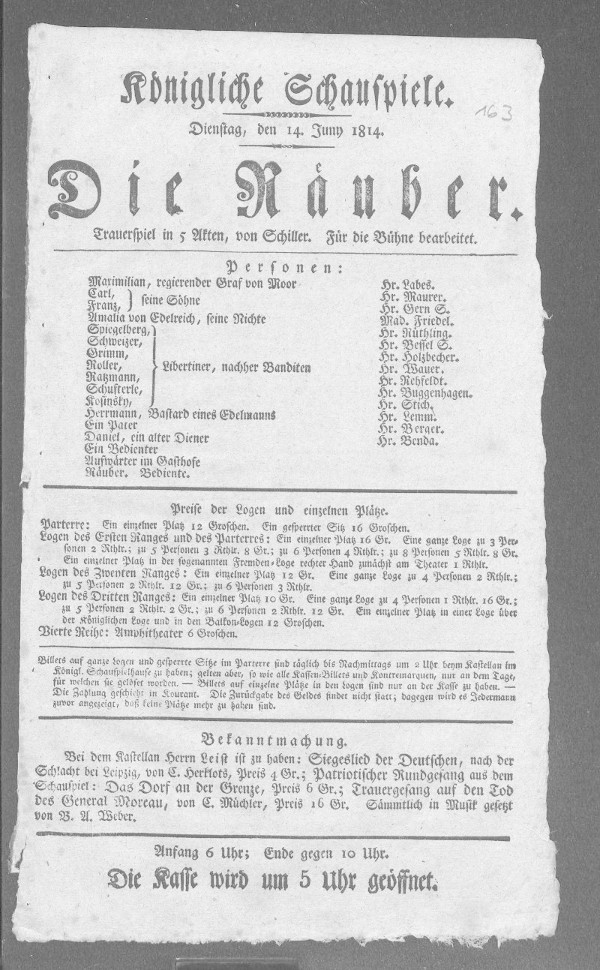 Königliche Schauspiele.
163
Dienstag, den 14. Juny 1814.
Die Räuber.
Trauerspiel in 5 Akten, von Schiller. Für die Bühne bearbeitet.
Personen:
Maximilian, regierender Graf von Moor Hr. Labes.
Carl, Hr. Maurer.
Franz, } seine Söhne Hr. Gern S.
Amalia von Edelreich, seine Nichte Mad. Friedel.
Spiegelberg, Hr. Rüthling.
Schweizer, Hr. Bessel S.
Grimm, Hr. Holzbecher.
Roller, } Libertiner, nachher Banditen Hr. Wauer.
Razmann, Hr. Rehfeldt.
Schufterle, Hr. Buggenhagen.
Kosinsky, Hr. Stich.
Herrmann, Bastard eines Edelmanns Hr. Lemm.
Ein Pater Hr. Berger.
Daniel, ein alter Diener Hr. Benda.
Ein Bedienter
Aufwärter im Gasthofe
Räuber. Bediente.
Preise der Logen und einzelnen Plätze.
Parterre: Ein einzelner Platz 12 Groschen. Ein gesperrter Sitz 16 Groschen.
Logen des Ersten Ranges und des Parterres: Ein einzelner Platz 16 Gr. Eine ganze Loge zu 3 Per-
sonen 2 Rthlr.; zu 5 Personen 3 Rthlr. 8 Gr.; zu 6 Personen 4 Rthlr.; zu 8 Personen 5 Rthlr. 8 Gr.
Ein einzelner Platz in der sogenannten Fremden-Loge rechter Hand zunächst am Theater 1 Rthlr.
Logen des Zweyten Ranges: Ein einzelner Platz 12 Gr. Eine ganze Loge zu 4 Personen 2 Rthlr.;
zu 5 Personen 2 Rthlr. 12 Gr.; zu 6 Personen 3 Rthlr.
Logen des Dritten Ranges: Ein einzelner Platz 10 Gr. Eine ganze Loge zu 4 Personen 1 Rthlr. 16 Gr.;
zu 5 Personen 2 Rthlr. 2 Gr.; zu 6 Personen 2 Rthlr. 12 Gr. Ein einzelner Platz in einer Loge über
der Königlichen Loge und in den Balkon-Logen 12 Groschen.
Vierte Reihe: Amphitheater 6 Groschen.
Billets auf ganze Logen und gesperrte Sitze im Parterre sind täglich bis Nachmittags um 2 Uhr beym Kastellan im
Königl. Schauspielhause zu haben; gelten aber, so wie alle Kassen-Billets und Kontremarquen, nur an dem Tage,
für welchen sie gelöset worden. — Billets auf einzelne Plätze in den Logen sind nur an der Kasse zu haben. —
Die Zahlung geschieht in Kourant. Die Zurückgabe des Geldes findet nicht statt; dagegen wird es Jedermann
zuvor angezeigt, daß keine Plätze mehr zu haben sind.
Bekanntmachung.
Bei dem Kastellan Herrn Leist ist zu haben: Siegeslied der Deutschen, nach der
Schlacht bei Leipzig, von C. Herklots, Preis 4 Gr.; Patriotischer Rundgesang aus dem
Schauspiel: Das Dorf an der Grenze, Preis 6 Gr.; Trauergesang auf den Tod
des General Moreau, von C. Müchler, Preis 16 Gr. Sämmtlich in Musik gesetzt
von B. A. Weber.
Anfang 6 Uhr; Ende gegen 10 Uhr.
Die Kasse wird um 5 Uhr geöffnet.